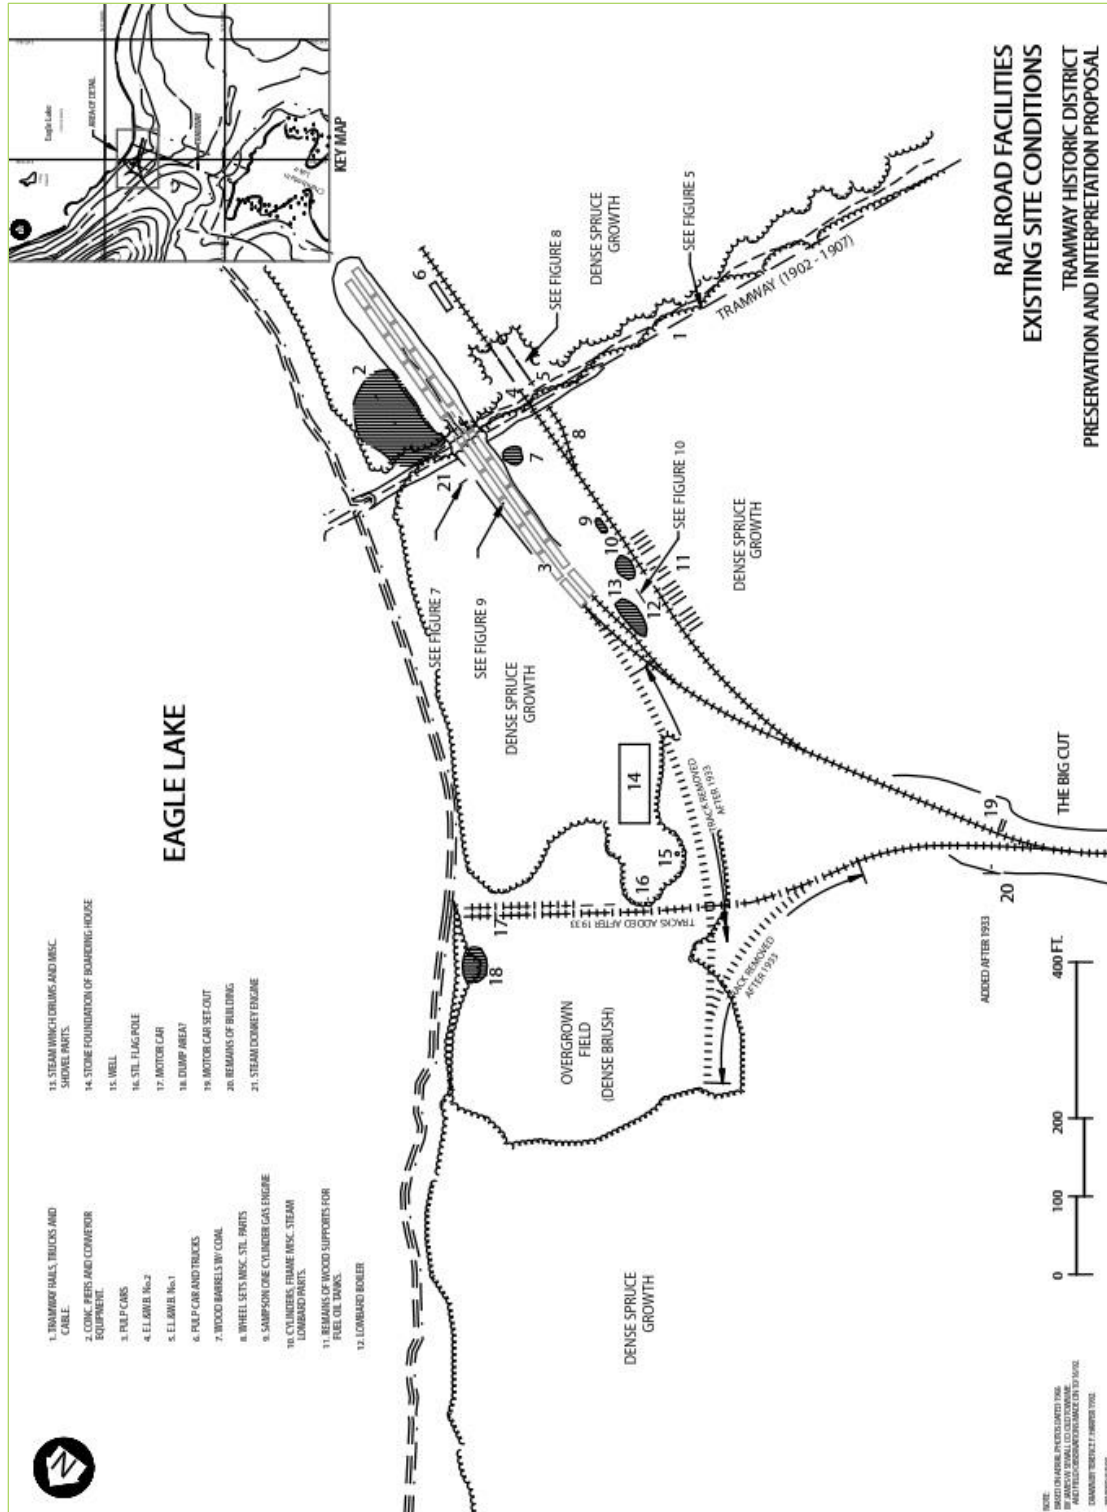 RAILROAD FACILITIES
EXISTING SITE CONDITIONS
TRAMWAY HISTORIC DISTRICT
PRESERVATION AND INTERPRETATION PROPOSAL
EAGLE LAKE
KEY MAP
Eagle Lake
AREA OF DETAIL
TRAMWAY
N
1. TRAMWAY RAILS, TRUCKS AND
CABLE.
2. CONC. PIERS AND CONVEYOR
EQUIPMENT.
3. PULP CARS
4. E.L.&W.B. No.2
5. E.L.&W.B. No.1
6. PULP CAR AND TRUCKS
7. WOOD BARRELS W/ COAL
8. WHEEL SETS MISC. STL. PARTS
9. SAMPSON ONE CYLINDER GAS ENGINE
10. CYLINDERS, FRAME MISC. STEAM
LOMBARD PARTS.
11. REMAINS OF WOOD SUPPORTS FOR
FUEL OIL TANKS.
12. LOMBARD BOILER
13. STEAM WINCH DRUMS AND MISC.
SHOVEL PARTS.
14. STONE FOUNDATION OF BOARDING HOUSE
15. WELL
16. STL. FLAG POLE
17. MOTOR CAR
18. DUMP AREA?
19. MOTOR CAR SET-OUT
20. REMAINS OF BUILDING
21. STEAM DONKEY ENGINE
6
2
SEE FIGURE 8
DENSE SPRUCE
GROWTH
SEE FIGURE 5
TRAMWAY (1902 - 1907)
1
4
5
8
7
21
SEE FIGURE 7
SEE FIGURE 9
3
9
10
13
12
11
SEE FIGURE 10
DENSE SPRUCE
GROWTH
DENSE SPRUCE
GROWTH
14
15
16
17
18
TRACK REMOVED
AFTER 1933
TRACKS ADDED AFTER 1933
TRACK REMOVED
AFTER 1933
OVERGROWN
FIELD
(DENSE BRUSH)
19
20
THE BIG CUT
ADDED AFTER 1933
DENSE SPRUCE
GROWTH
0
100
200
400 FT.
NOTE: